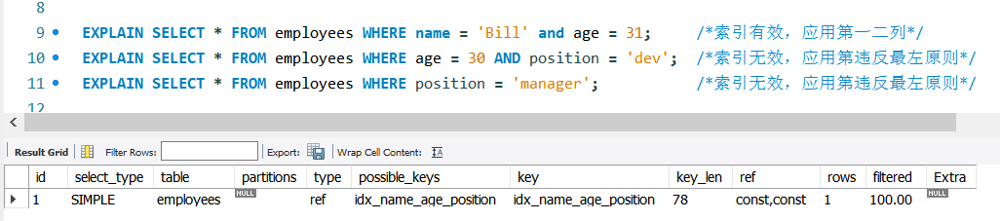 8
9 EXPLAIN SELECT * FROM employees WHERE name = 'Bill' and age = 31; /*索引有效，应用第一二列*/
10 EXPLAIN SELECT * FROM employees WHERE age = 30 AND position = 'dev'; /*索引无效，应用第违反最左原则*/
11 EXPLAIN SELECT * FROM employees WHERE position = 'manager'; /*索引无效，应用第违反最左原则*/
12
Result Grid Filter Rows: Export: Wrap Cell Content:
id select_type table partitions type possible_keys key key_len ref rows filtered Extra
1 SIMPLE employees NULL ref idx_name_age_position idx_name_age_position 78 const,const 1 100.00 NULL